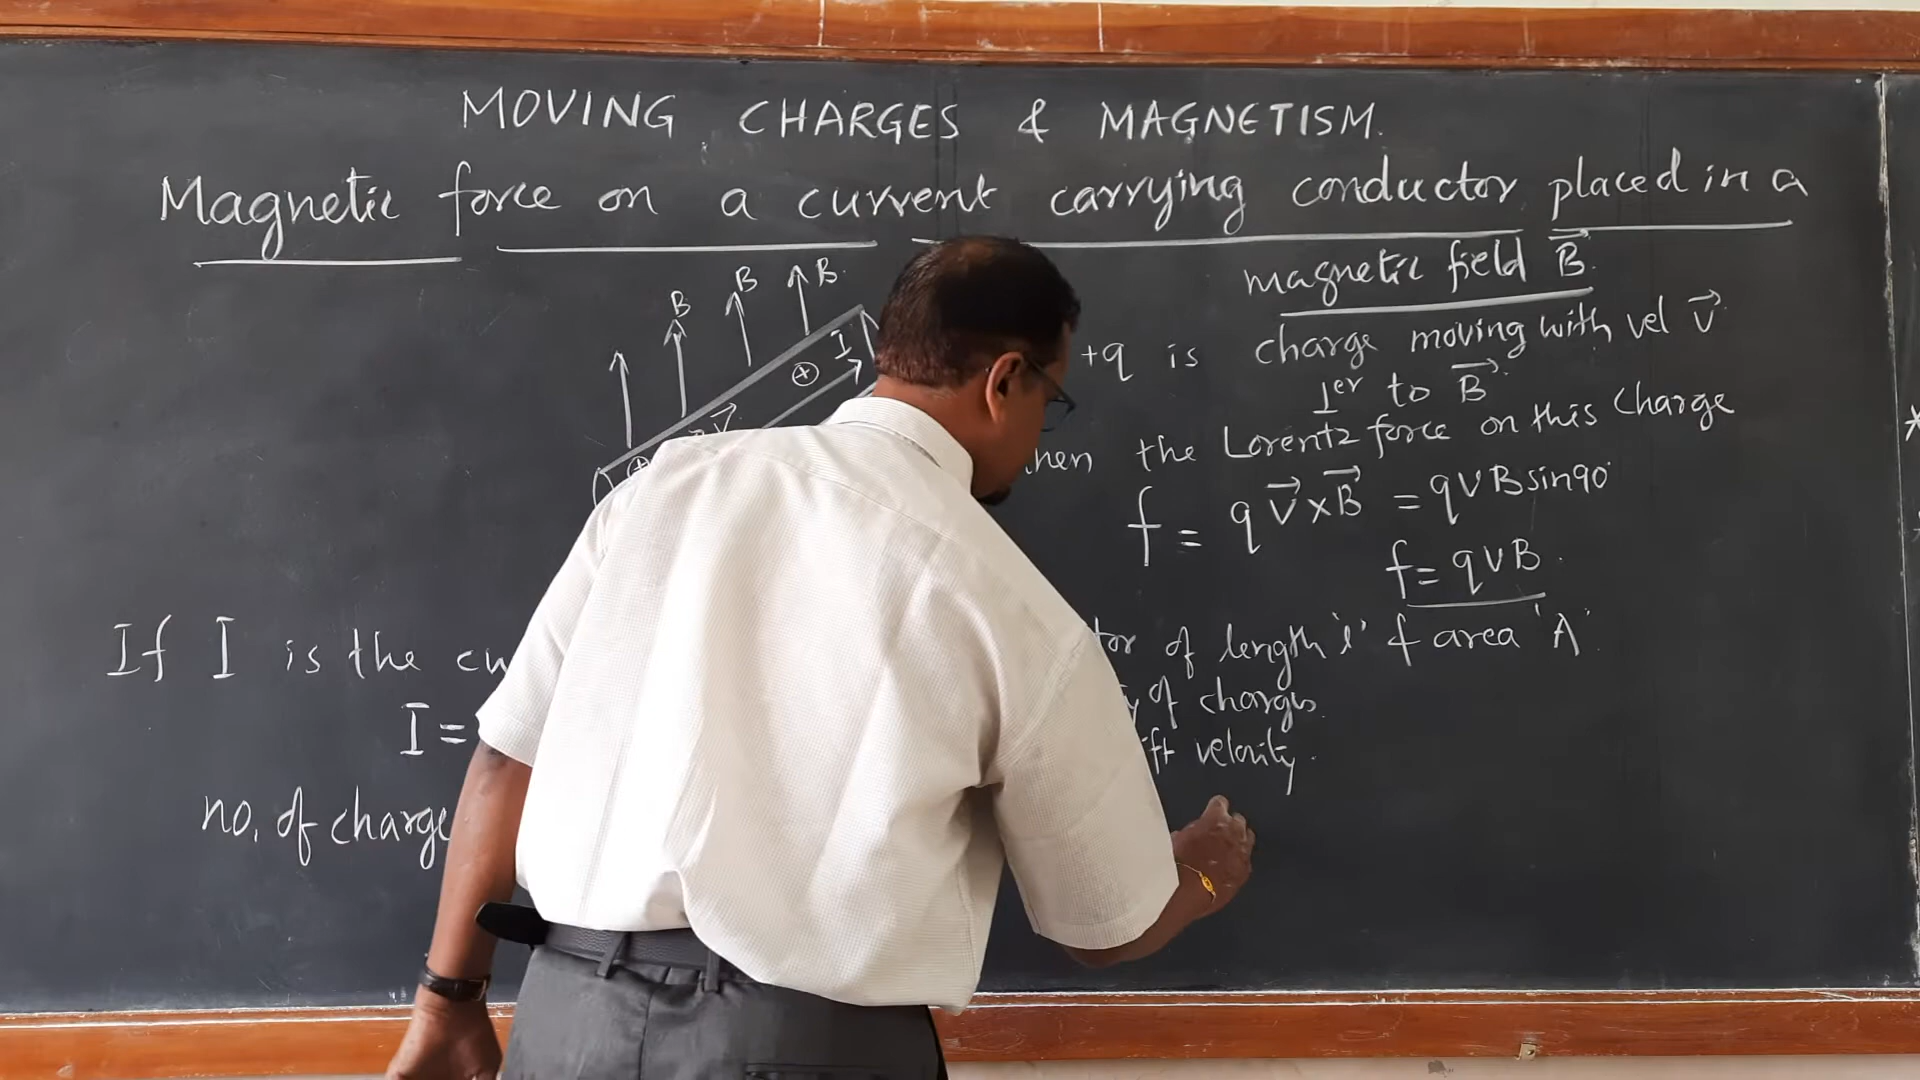 MOVING CHARGES & MAGNETISM.
Magnetic force on a current carrying conductor placed in a
magnetic field B⃗.
B B B
I
v⃗
+q is charge moving with vel v⃗
⊥er to B⃗.
the Lorentz force on this charge
f = q v⃗ x B⃗ = qvBsin90°
f = qvB.
If I is the of length 'l' & area 'A'.
I = of charges.
velocity.
no. of charge